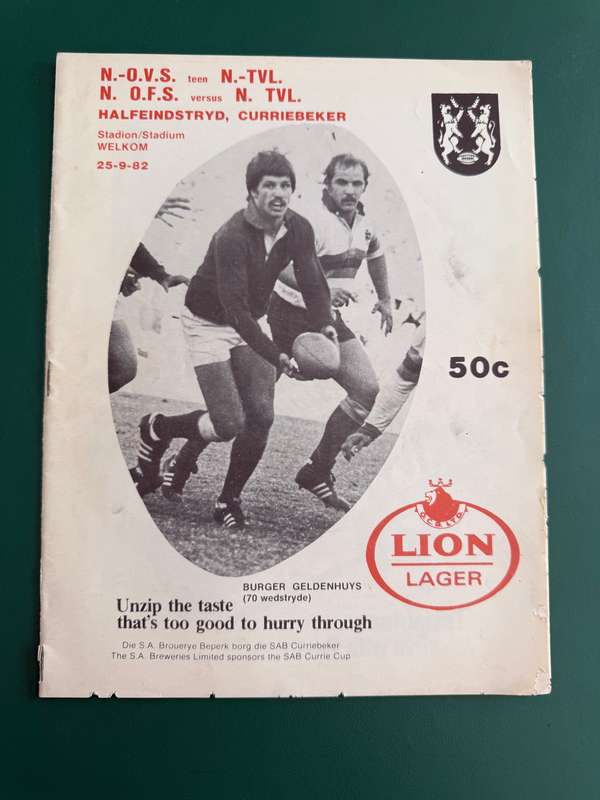 N.-O.V.S. teen N.-TVL.
N. O.F.S. versus N. TVL.
HALFEINDSTRYD, CURRIEBEKER
Stadion/Stadium
WELKOM
25-9-82
50c
O.C.B. LTD.
LION
LAGER
BURGER GELDENHUYS
(70 wedstryde)
Unzip the taste
that's too good to hurry through
Die S.A. Brouerye Beperk borg die SAB Curriebeker
The S.A. Breweries Limited sponsors the SAB Currie Cup